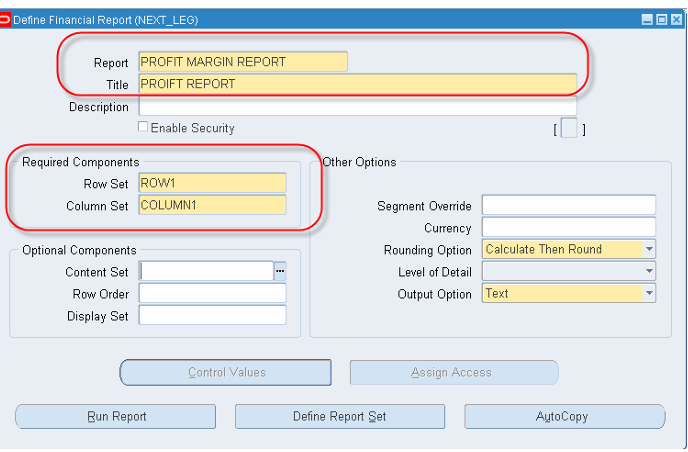 Define Financial Report (NEXT_LEG)
Report PROFIT MARGIN REPORT
Title PROIFT REPORT
Description
Enable Security
[ ]
Required Components
Row Set ROW1
Column Set COLUMN1
Other Options
Segment Override
Currency
Rounding Option Calculate Then Round
Level of Detail
Output Option Text
Optional Components
Content Set ...
Row Order
Display Set
Control Values Assign Access
Run Report Define Report Set AutoCopy